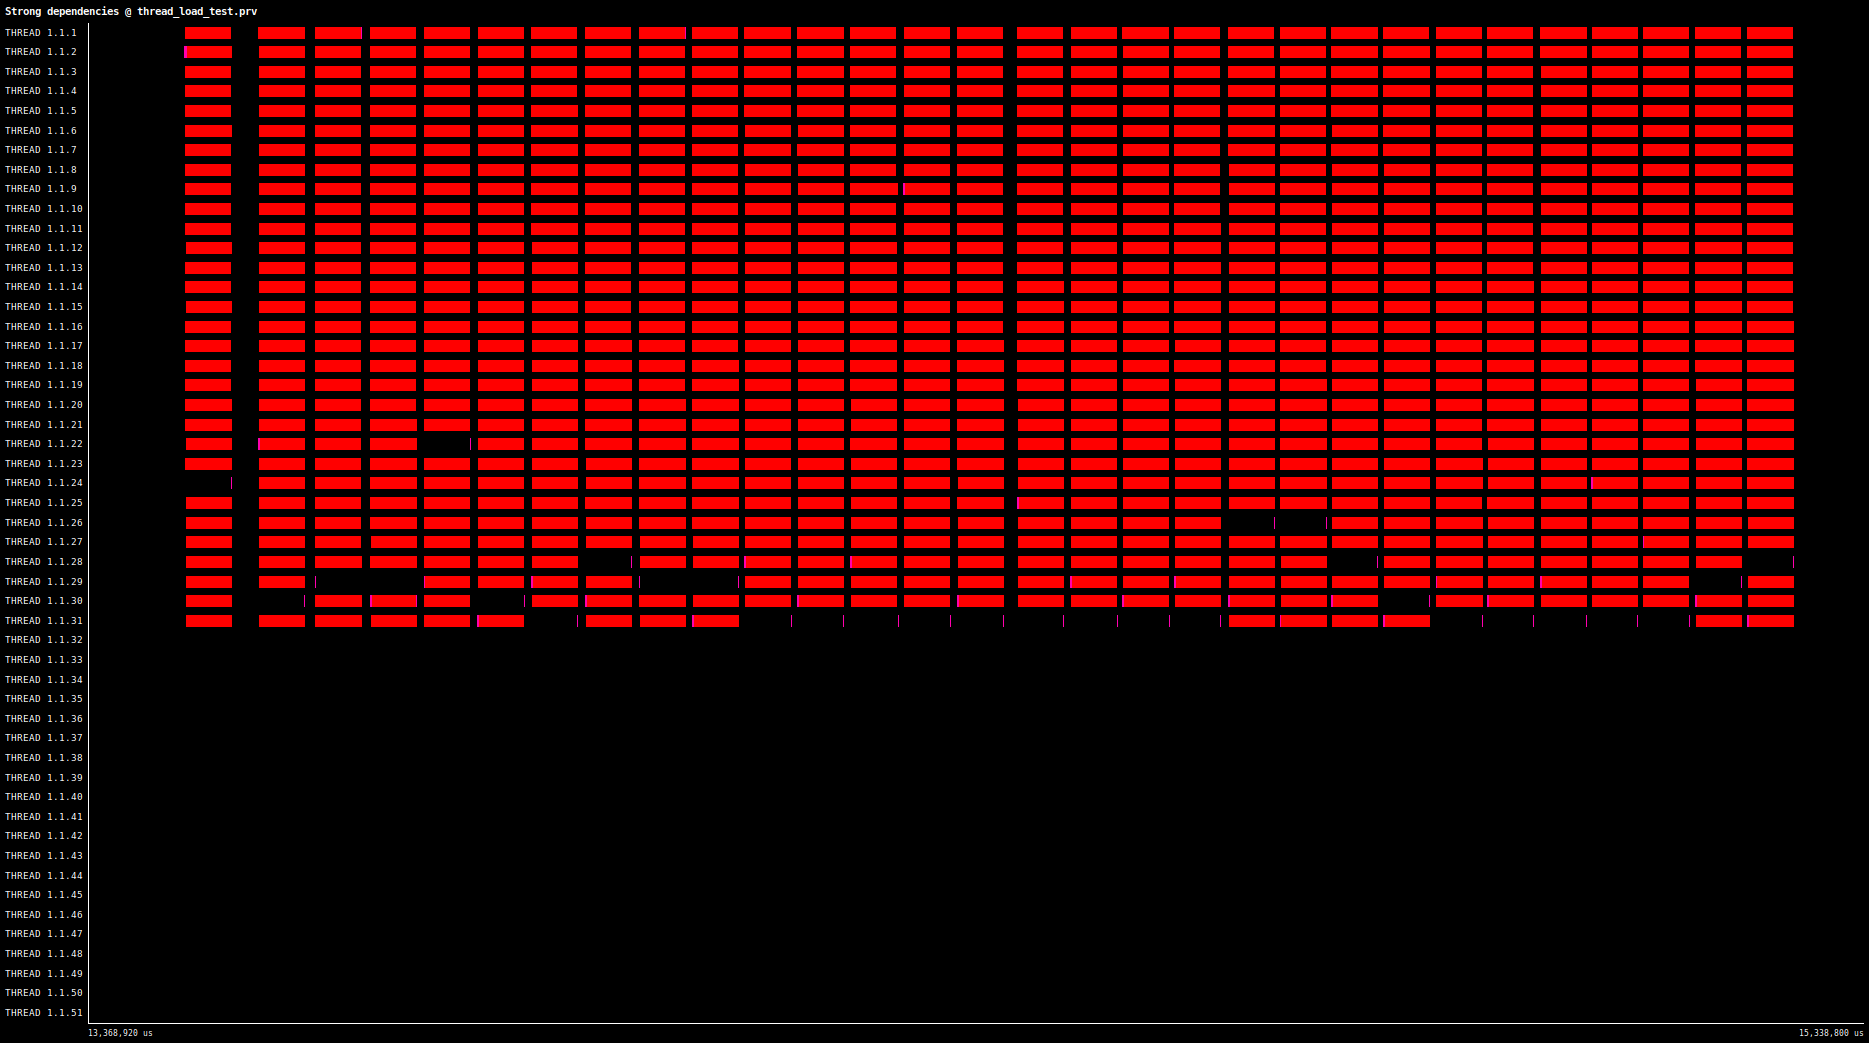 Strong dependencies @ thread_load_test.prv
THREAD 1.1.1
THREAD 1.1.2
THREAD 1.1.3
THREAD 1.1.4
THREAD 1.1.5
THREAD 1.1.6
THREAD 1.1.7
THREAD 1.1.8
THREAD 1.1.9
THREAD 1.1.10
THREAD 1.1.11
THREAD 1.1.12
THREAD 1.1.13
THREAD 1.1.14
THREAD 1.1.15
THREAD 1.1.16
THREAD 1.1.17
THREAD 1.1.18
THREAD 1.1.19
THREAD 1.1.20
THREAD 1.1.21
THREAD 1.1.22
THREAD 1.1.23
THREAD 1.1.24
THREAD 1.1.25
THREAD 1.1.26
THREAD 1.1.27
THREAD 1.1.28
THREAD 1.1.29
THREAD 1.1.30
THREAD 1.1.31
THREAD 1.1.32
THREAD 1.1.33
THREAD 1.1.34
THREAD 1.1.35
THREAD 1.1.36
THREAD 1.1.37
THREAD 1.1.38
THREAD 1.1.39
THREAD 1.1.40
THREAD 1.1.41
THREAD 1.1.42
THREAD 1.1.43
THREAD 1.1.44
THREAD 1.1.45
THREAD 1.1.46
THREAD 1.1.47
THREAD 1.1.48
THREAD 1.1.49
THREAD 1.1.50
THREAD 1.1.51
13,368,920 us
15,338,800 us